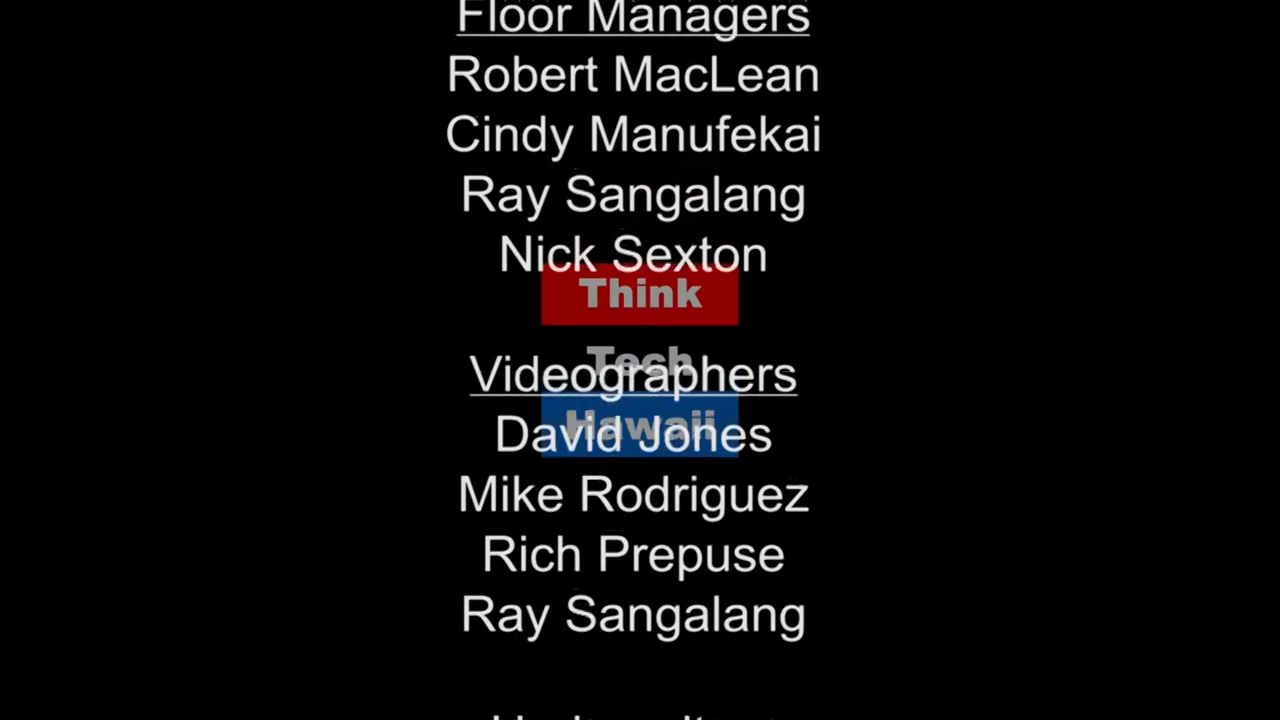 Floor Managers
Robert MacLean
Cindy Manufekai
Ray Sangalang
Nick Sexton
Think
Tech
Videographers
Hawaii
David Jones
Mike Rodriguez
Rich Prepuse
Ray Sangalang